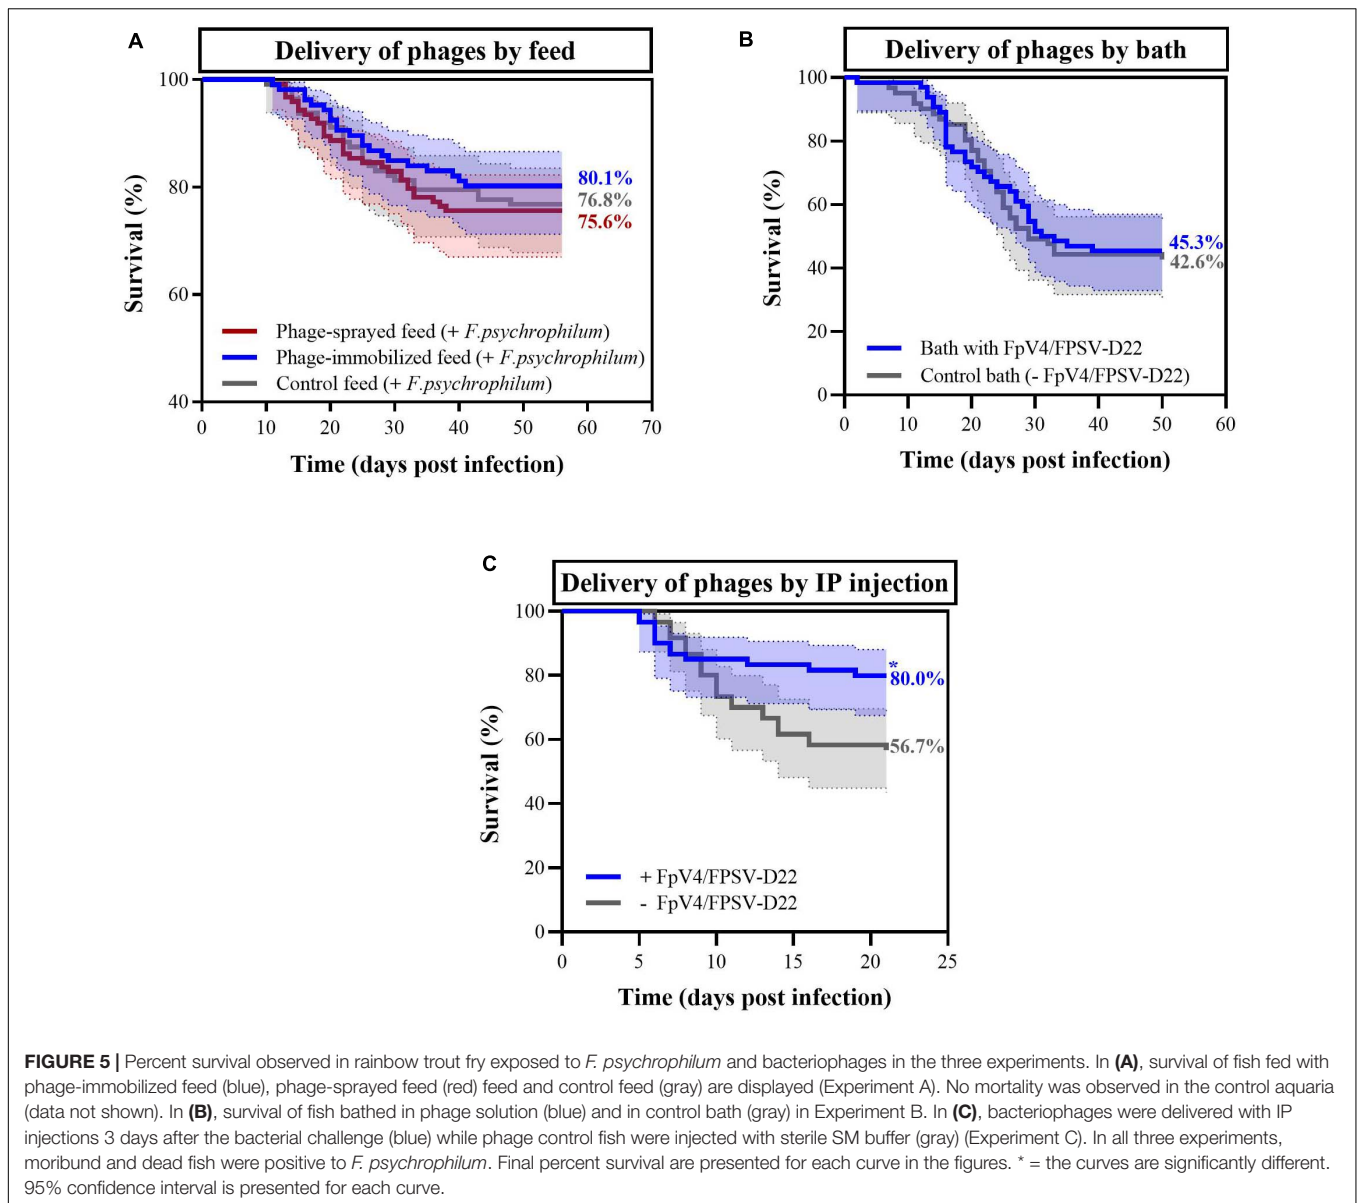 A
Delivery of phages by feed
100
80
60
40
Survival (%)
80.1%
76.8%
75.6%
Phage-sprayed feed (+ F.psychrophilum)
Phage-immobilized feed (+ F.psychrophilum)
Control feed (+ F.psychrophilum)
0 10 20 30 40 50 60 70
Time (days post infection)
B
Delivery of phages by bath
100
80
60
40
20
0
Survival (%)
45.3%
42.6%
Bath with FpV4/FPSV-D22
Control bath (- FpV4/FPSV-D22)
0 10 20 30 40 50 60
Time (days post infection)
C
Delivery of phages by IP injection
100
80
60
40
20
0
Survival (%)
*
80.0%
56.7%
+ FpV4/FPSV-D22
- FpV4/FPSV-D22
0 5 10 15 20 25
Time (days post infection)
FIGURE 5 | Percent survival observed in rainbow trout fry exposed to F. psychrophilum and bacteriophages in the three experiments. In (A), survival of fish fed with
phage-immobilized feed (blue), phage-sprayed feed (red) feed and control feed (gray) are displayed (Experiment A). No mortality was observed in the control aquaria
(data not shown). In (B), survival of fish bathed in phage solution (blue) and in control bath (gray) in Experiment B. In (C), bacteriophages were delivered with IP
injections 3 days after the bacterial challenge (blue) while phage control fish were injected with sterile SM buffer (gray) (Experiment C). In all three experiments,
moribund and dead fish were positive to F. psychrophilum. Final percent survival are presented for each curve in the figures. * = the curves are significantly different.
95% confidence interval is presented for each curve.